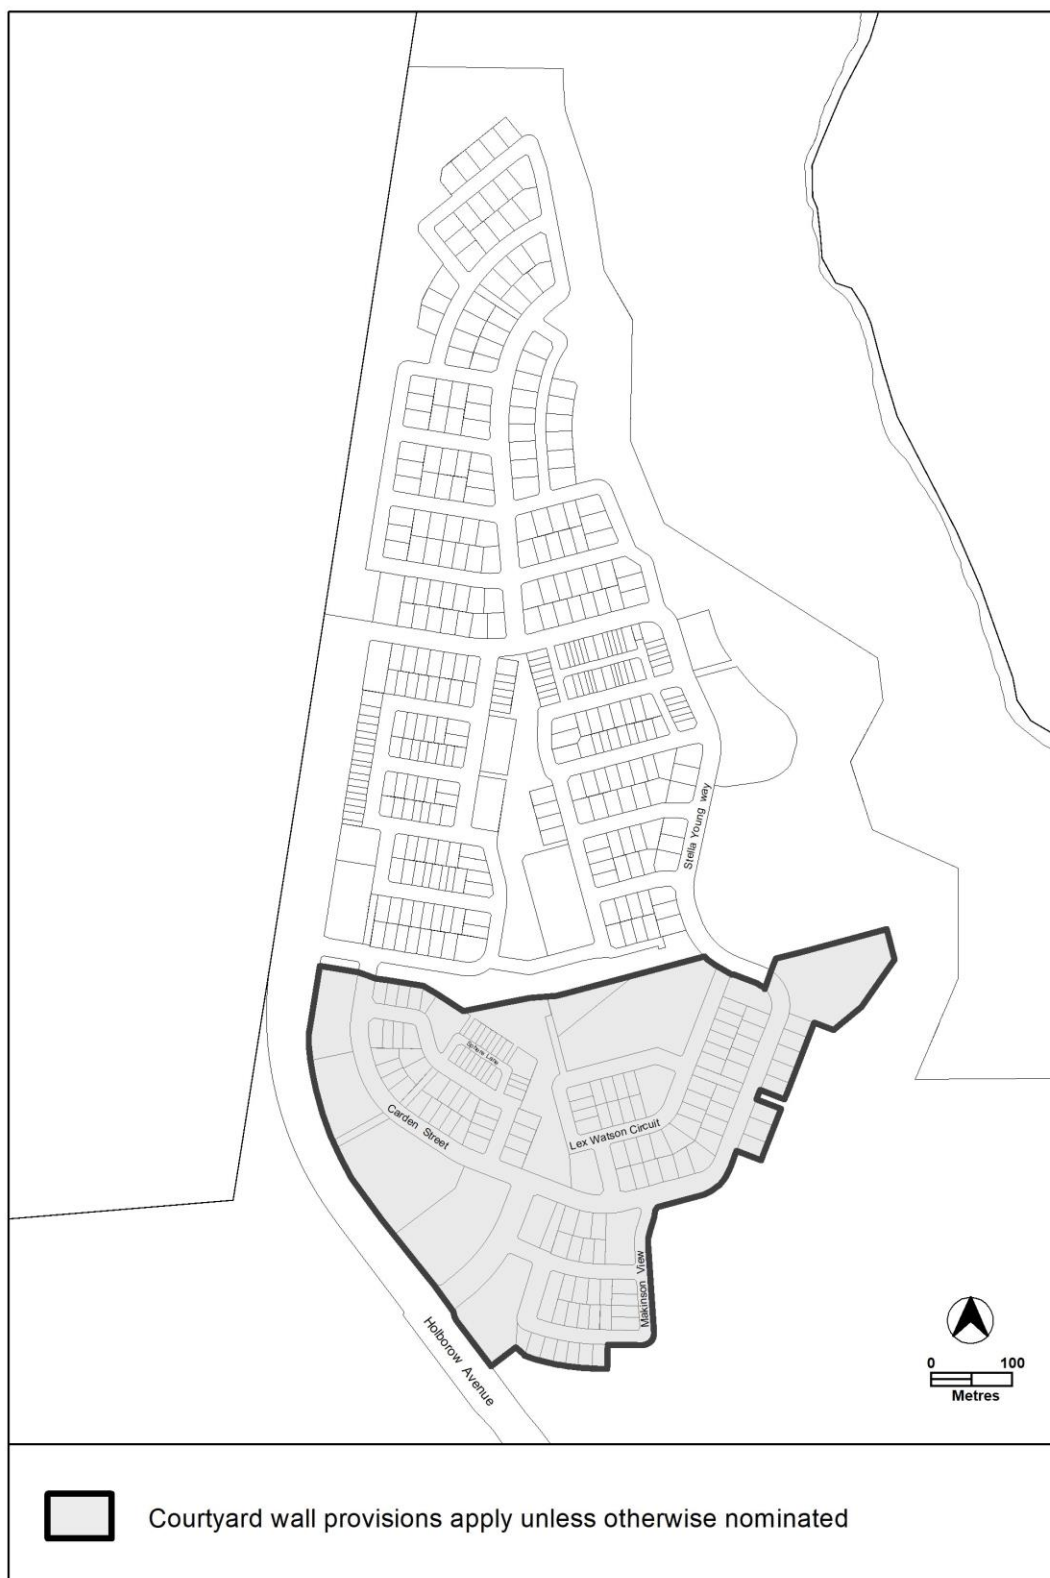 Stella Young way
Carden Street
Lex Watson Circuit
Makinson View
Holborow Avenue
0 100
Metres
Courtyard wall provisions apply unless otherwise nominated